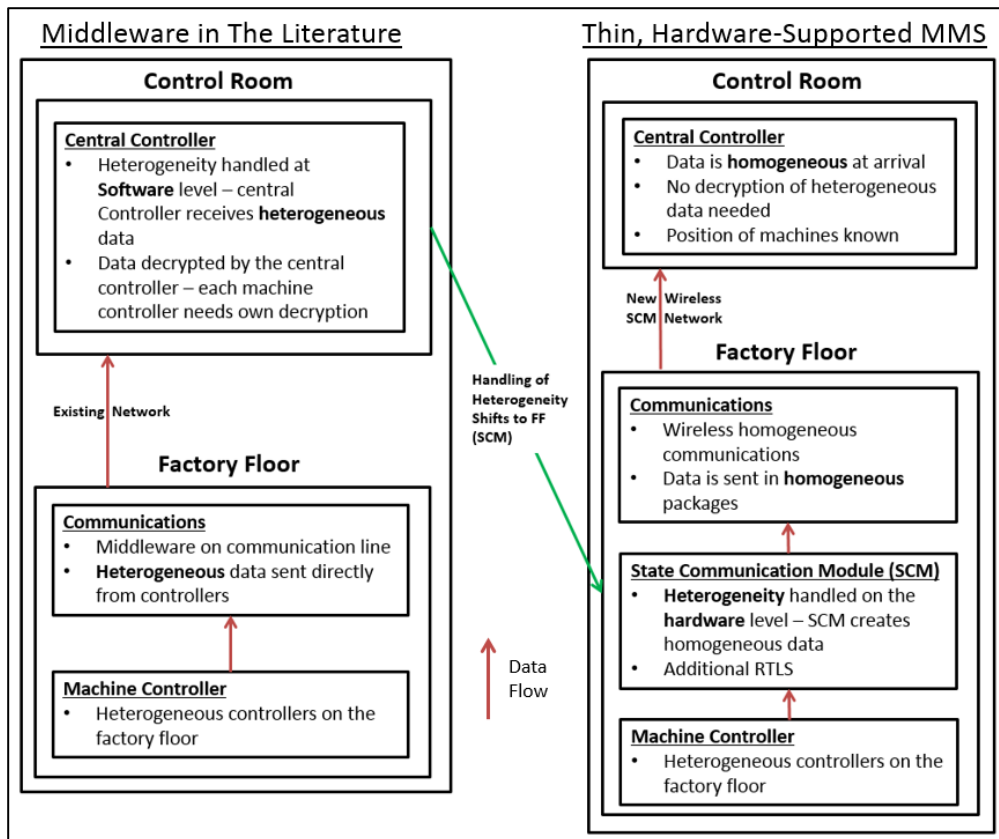 Middleware in The Literature
Control Room
Central Controller
• Heterogeneity handled at
Software level – central
Controller receives heterogeneous
data
• Data decrypted by the central
controller – each machine
controller needs own decryption
Existing Network
Factory Floor
Communications
• Middleware on communication line
• Heterogeneous data sent directly
from controllers
Machine Controller
• Heterogeneous controllers on the
factory floor
Handling of
Heterogeneity
Shifts to FF
(SCM)
Data
Flow
Thin, Hardware-Supported MMS
Control Room
Central Controller
• Data is homogeneous at arrival
• No decryption of heterogeneous
data needed
• Position of machines known
New Wireless
SCM Network
Factory Floor
Communications
• Wireless homogeneous
communications
• Data is sent in homogeneous
packages
State Communication Module (SCM)
• Heterogeneity handled on the
hardware level – SCM creates
homogeneous data
• Additional RTLS
Machine Controller
• Heterogeneous controllers on the
factory floor